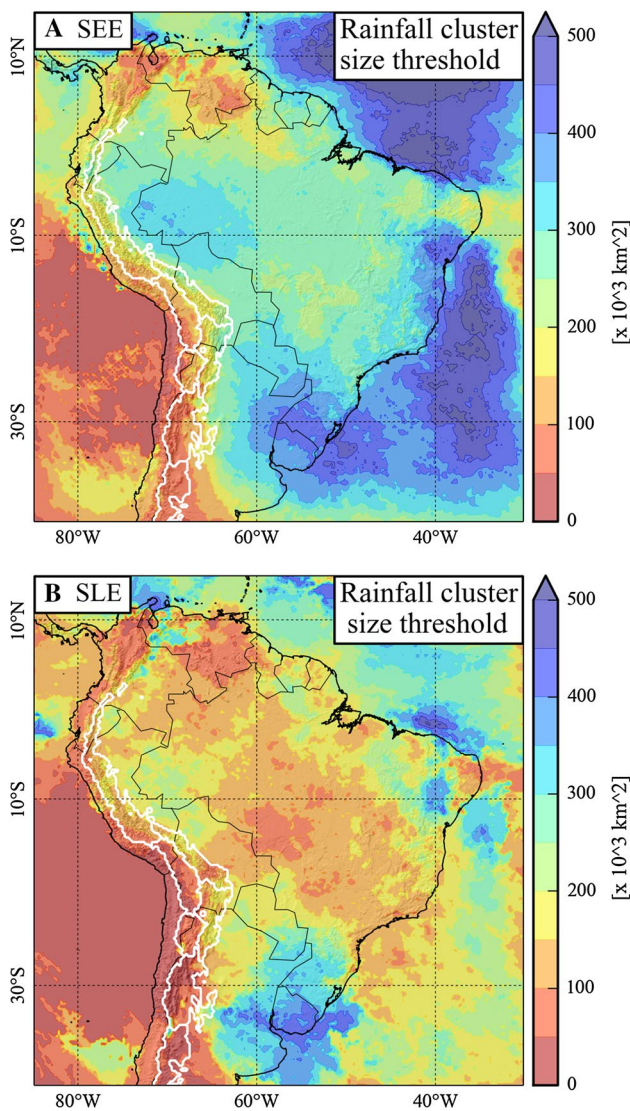 A SEE
Rainfall cluster
size threshold
10°N
10°S
30°S
80°W
60°W
40°W
500
400
300
200
100
0
[x 10^3 km^2]
B SLE
Rainfall cluster
size threshold
10°N
10°S
30°S
80°W
60°W
40°W
500
400
300
200
100
0
[x 10^3 km^2]